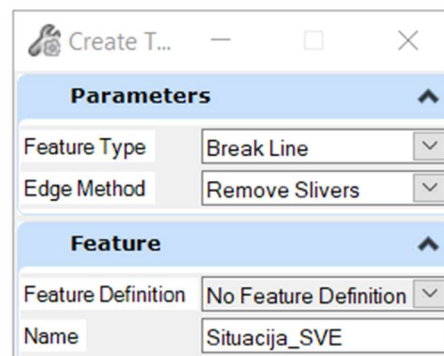 Create T...
Parameters
Feature Type Break Line
Edge Method Remove Slivers
Feature
Feature Definition No Feature Definition
Name Situacija_SVE